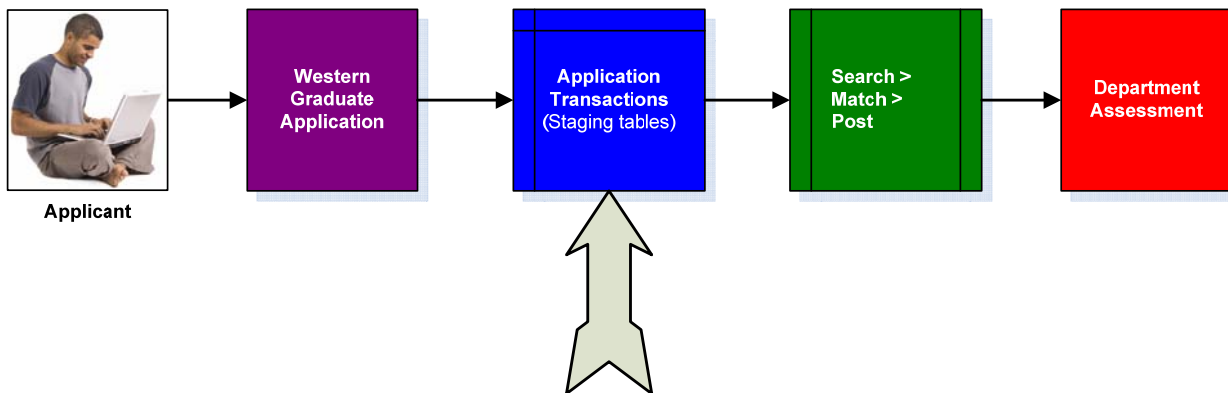 Applicant
Western
Graduate
Application
Application
Transactions
(Staging tables)
Search >
Match >
Post
Department
Assessment